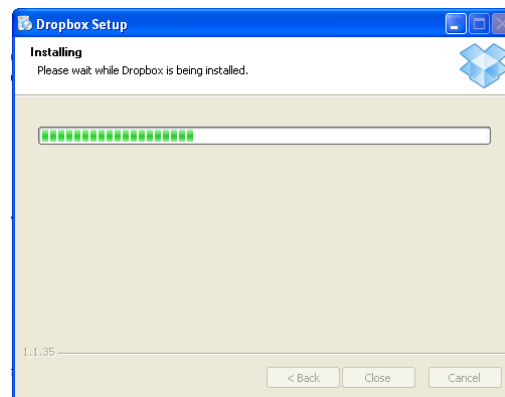 Dropbox Setup
Installing
Please wait while Dropbox is being installed.
1.1.35
< Back Close Cancel